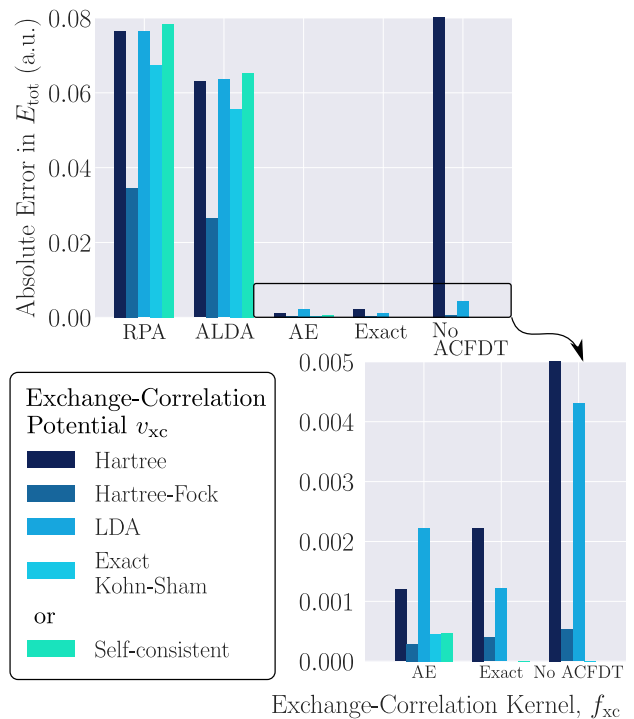 Absolute Error in E_tot (a.u.)
0.08
0.06
0.04
0.02
0.00
RPA
ALDA
AE
Exact
No
ACFDT
Exchange-Correlation
Potential v_xc
Hartree
Hartree-Fock
LDA
Exact
Kohn-Sham
or
Self-consistent
0.005
0.004
0.003
0.002
0.001
0.000
AE
Exact
No ACFDT
Exchange-Correlation Kernel, f_xc